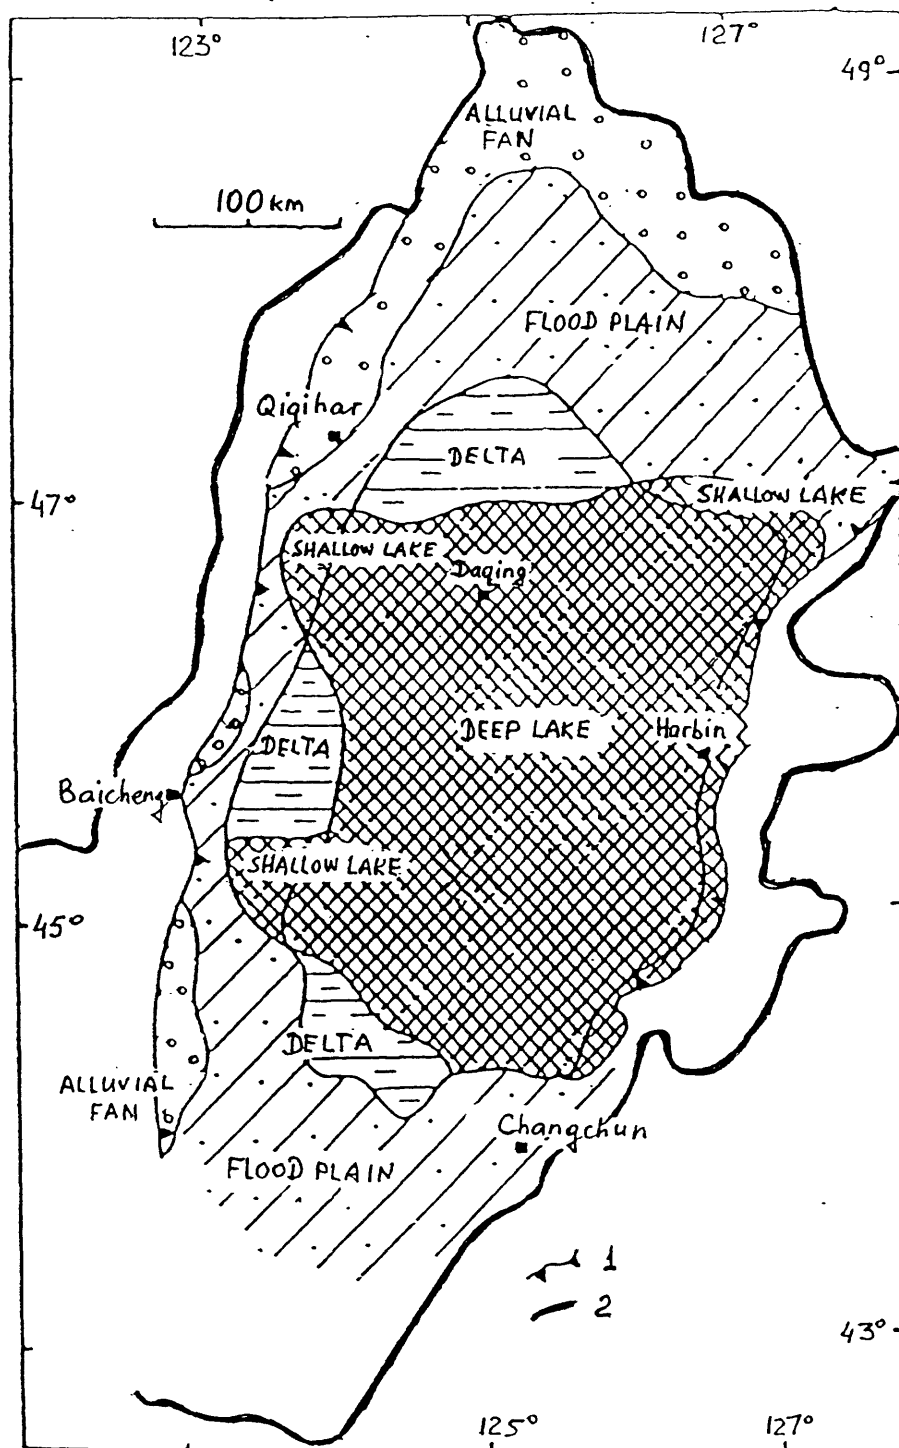 123°
127°
49°
ALLUVIAL
FAN
100 km
FLOOD PLAIN
Qiqihar
DELTA
47°
SHALLOW LAKE
SHALLOW LAKE
Daqing
DEEP LAKE
Harbin
DELTA
Baicheng
SHALLOW LAKE
45°
DELTA
ALLUVIAL
FAN
Changchun
FLOOD PLAIN
1
2
43°
125°
127°